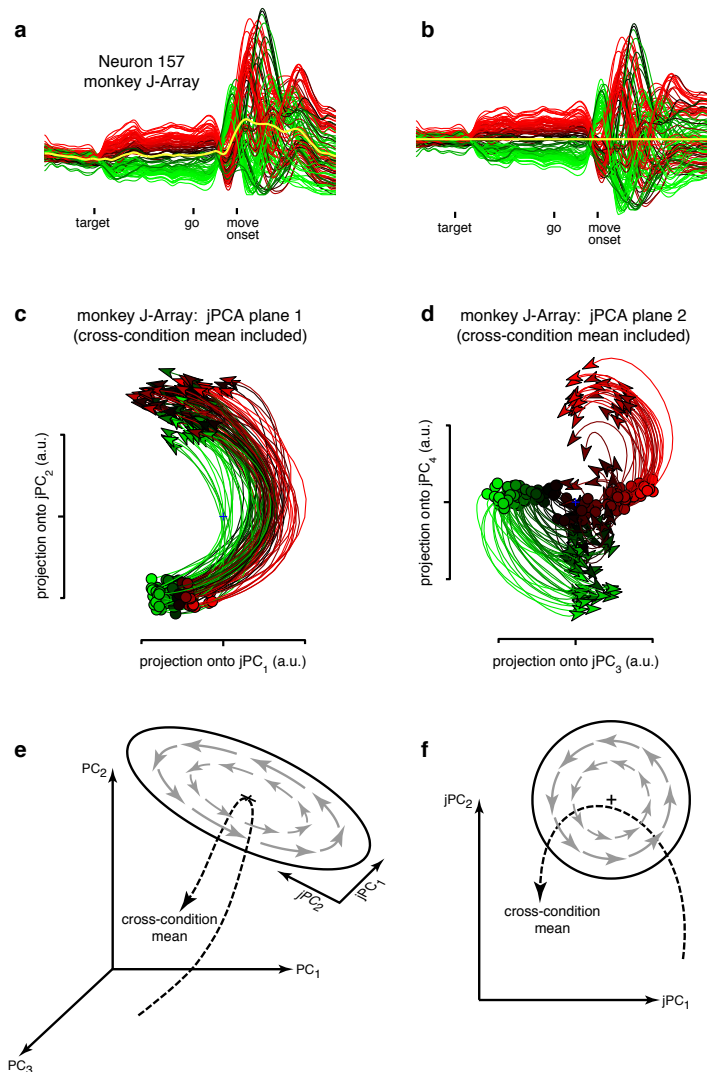 a
Neuron 157
monkey J-Array
target
go
move
onset
b
target
go
move
onset
c
monkey J-Array: jPCA plane 1
(cross-condition mean included)
projection onto jPC2 (a.u.)
projection onto jPC1 (a.u.)
d
monkey J-Array: jPCA plane 2
(cross-condition mean included)
projection onto jPC4 (a.u.)
projection onto jPC3 (a.u.)
e
PC2
jPC2
jPC1
cross-condition
mean
PC1
PC3
f
jPC2
cross-condition
mean
jPC1